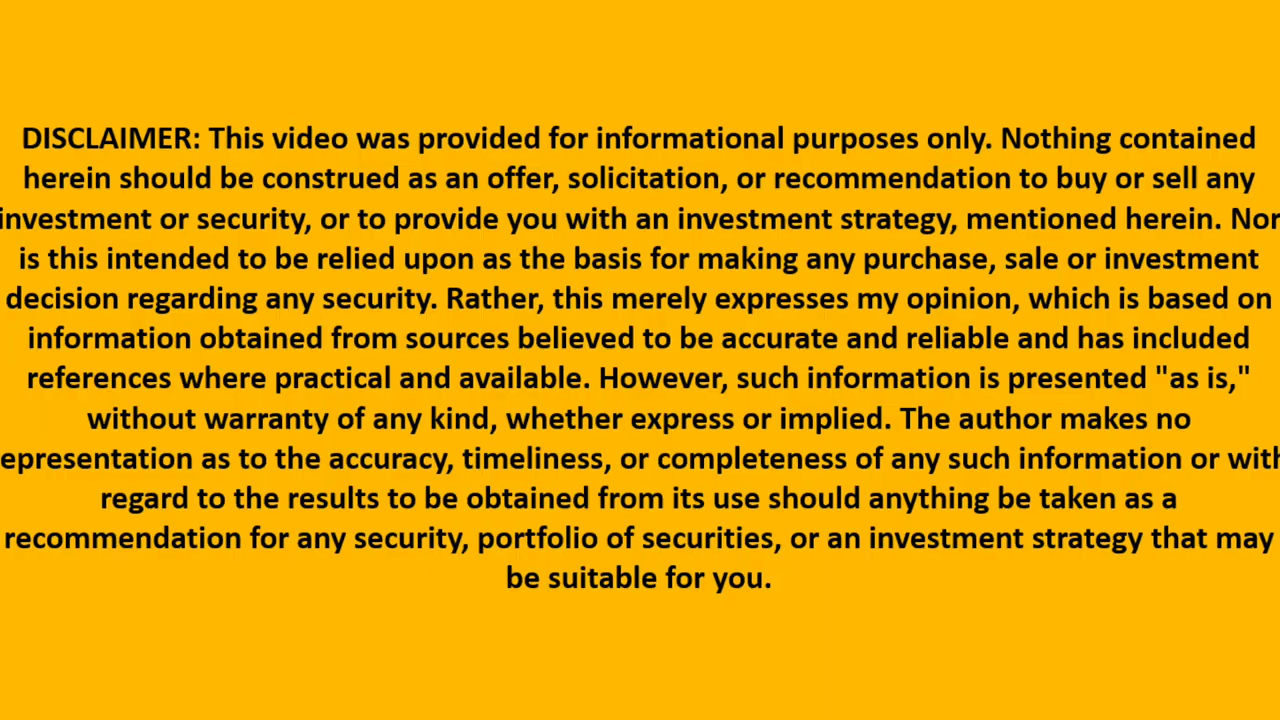 DISCLAIMER: This video was provided for informational purposes only. Nothing contained
herein should be construed as an offer, solicitation, or recommendation to buy or sell any
investment or security, or to provide you with an investment strategy, mentioned herein. Nor
is this intended to be relied upon as the basis for making any purchase, sale or investment
decision regarding any security. Rather, this merely expresses my opinion, which is based on
information obtained from sources believed to be accurate and reliable and has included
references where practical and available. However, such information is presented "as is,"
without warranty of any kind, whether express or implied. The author makes no
epresentation as to the accuracy, timeliness, or completeness of any such information or with
regard to the results to be obtained from its use should anything be taken as a
recommendation for any security, portfolio of securities, or an investment strategy that may
be suitable for you.